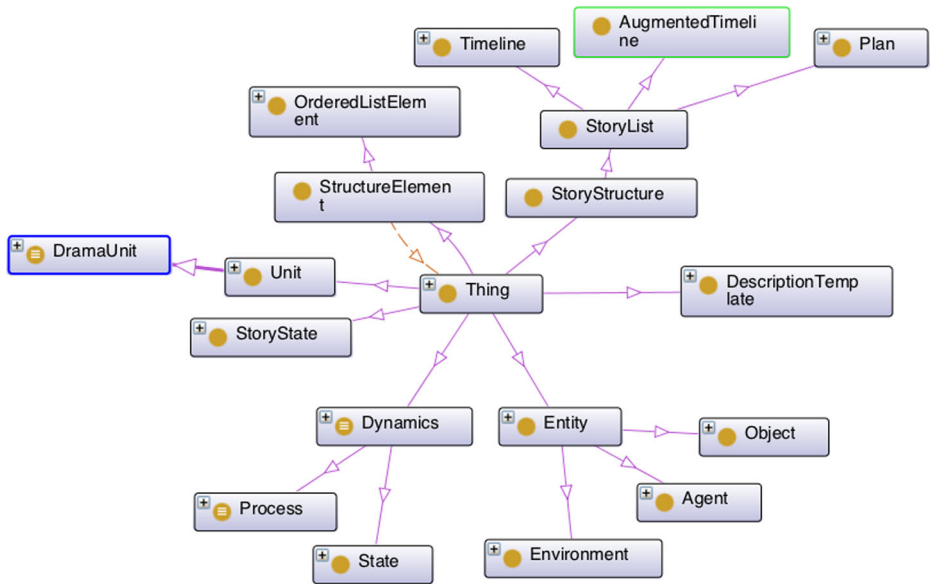 AugmentedTimeli
ne
Timeline
Plan
OrderedListElem
ent
StoryList
StructureElemen
t
StoryStructure
DramaUnit
Unit
Thing
DescriptionTemp
late
StoryState
Dynamics
Entity
Object
Process
Agent
State
Environment